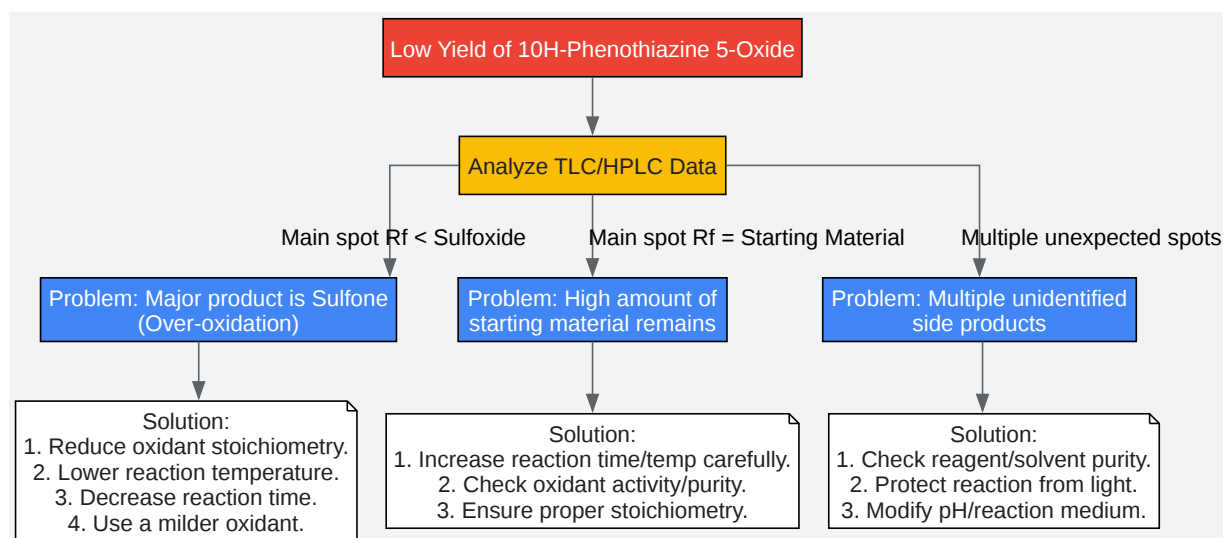 Low Yield of 10H-Phenothiazine 5-Oxide
Analyze TLC/HPLC Data
Main spot Rf < Sulfoxide
Main spot Rf = Starting Material
Multiple unexpected spots
Problem: Major product is Sulfone
(Over-oxidation)
Problem: High amount of
starting material remains
Problem: Multiple unidentified
side products
Solution:
1. Reduce oxidant stoichiometry.
2. Lower reaction temperature.
3. Decrease reaction time.
4. Use a milder oxidant.
Solution:
1. Increase reaction time/temp carefully.
2. Check oxidant activity/purity.
3. Ensure proper stoichiometry.
Solution:
1. Check reagent/solvent purity.
2. Protect reaction from light.
3. Modify pH/reaction medium.